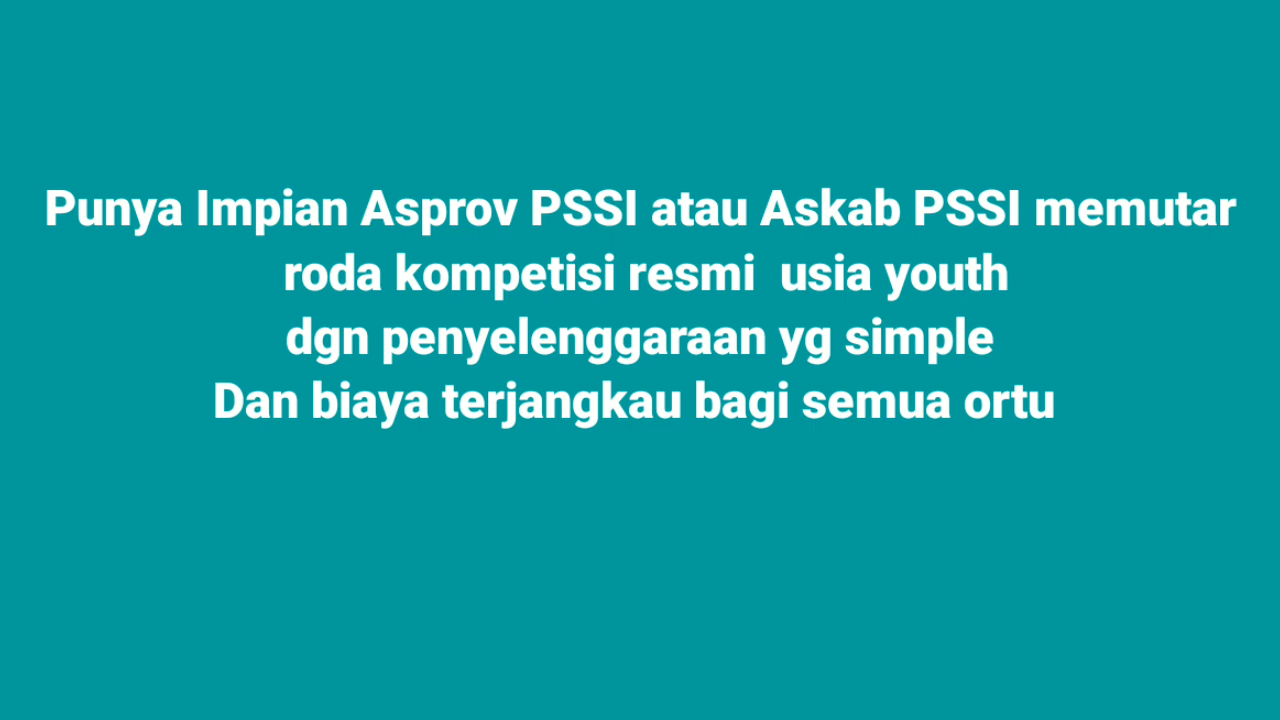 Punya Impian Asprov PSSI atau Askab PSSI memutar
roda kompetisi resmi  usia youth
dgn penyelenggaraan yg simple
Dan biaya terjangkau bagi semua ortu